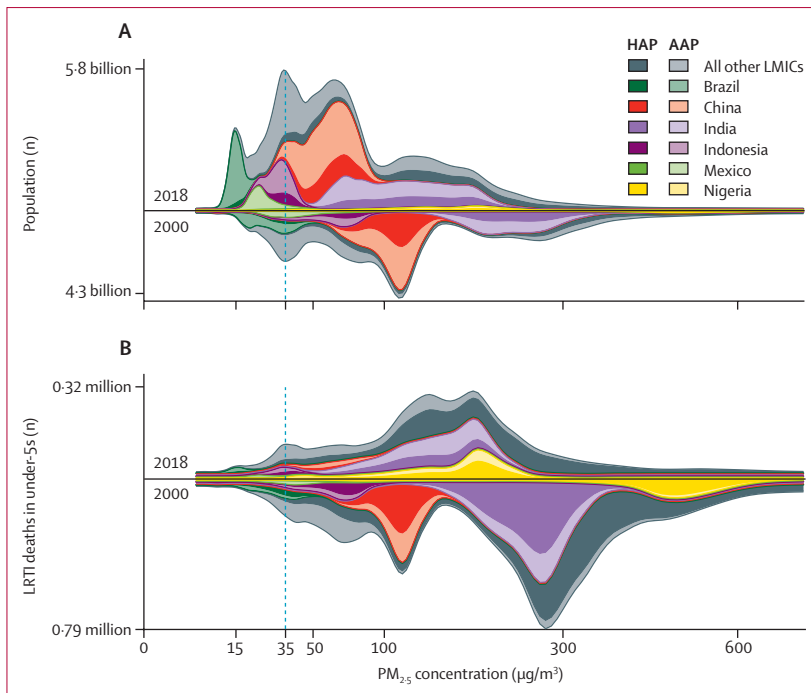 A
5·8 billion
Population (n)
2018
2000
4·3 billion
HAP AAP
All other LMICs
Brazil
China
India
Indonesia
Mexico
Nigeria
B
0·32 million
LRTI deaths in under-5s (n)
2018
2000
0·79 million
0 15 35 50 100 300 600
PM2·5 concentration (μg/m³)